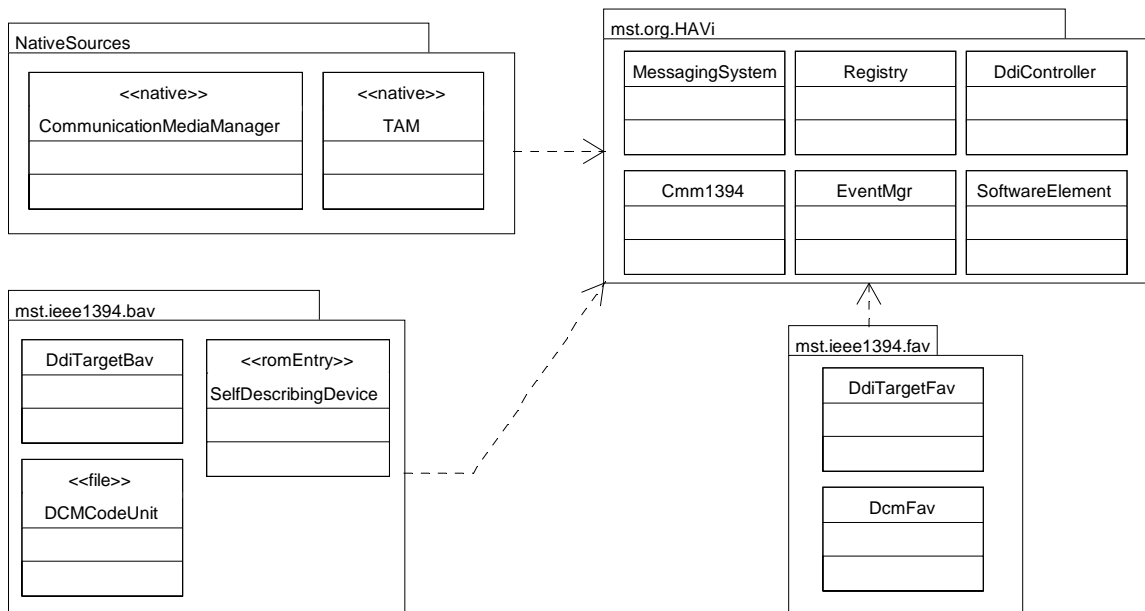 NativeSources
<<native>>
CommunicationMediaManager
<<native>>
TAM
mst.org.HAVi
MessagingSystem
Registry
DdiController
Cmm1394
EventMgr
SoftwareElement
mst.ieee1394.bav
DdiTargetBav
<<romEntry>>
SelfDescribingDevice
<<file>>
DCMCodeUnit
mst.ieee1394.fav
DdiTargetFav
DcmFav